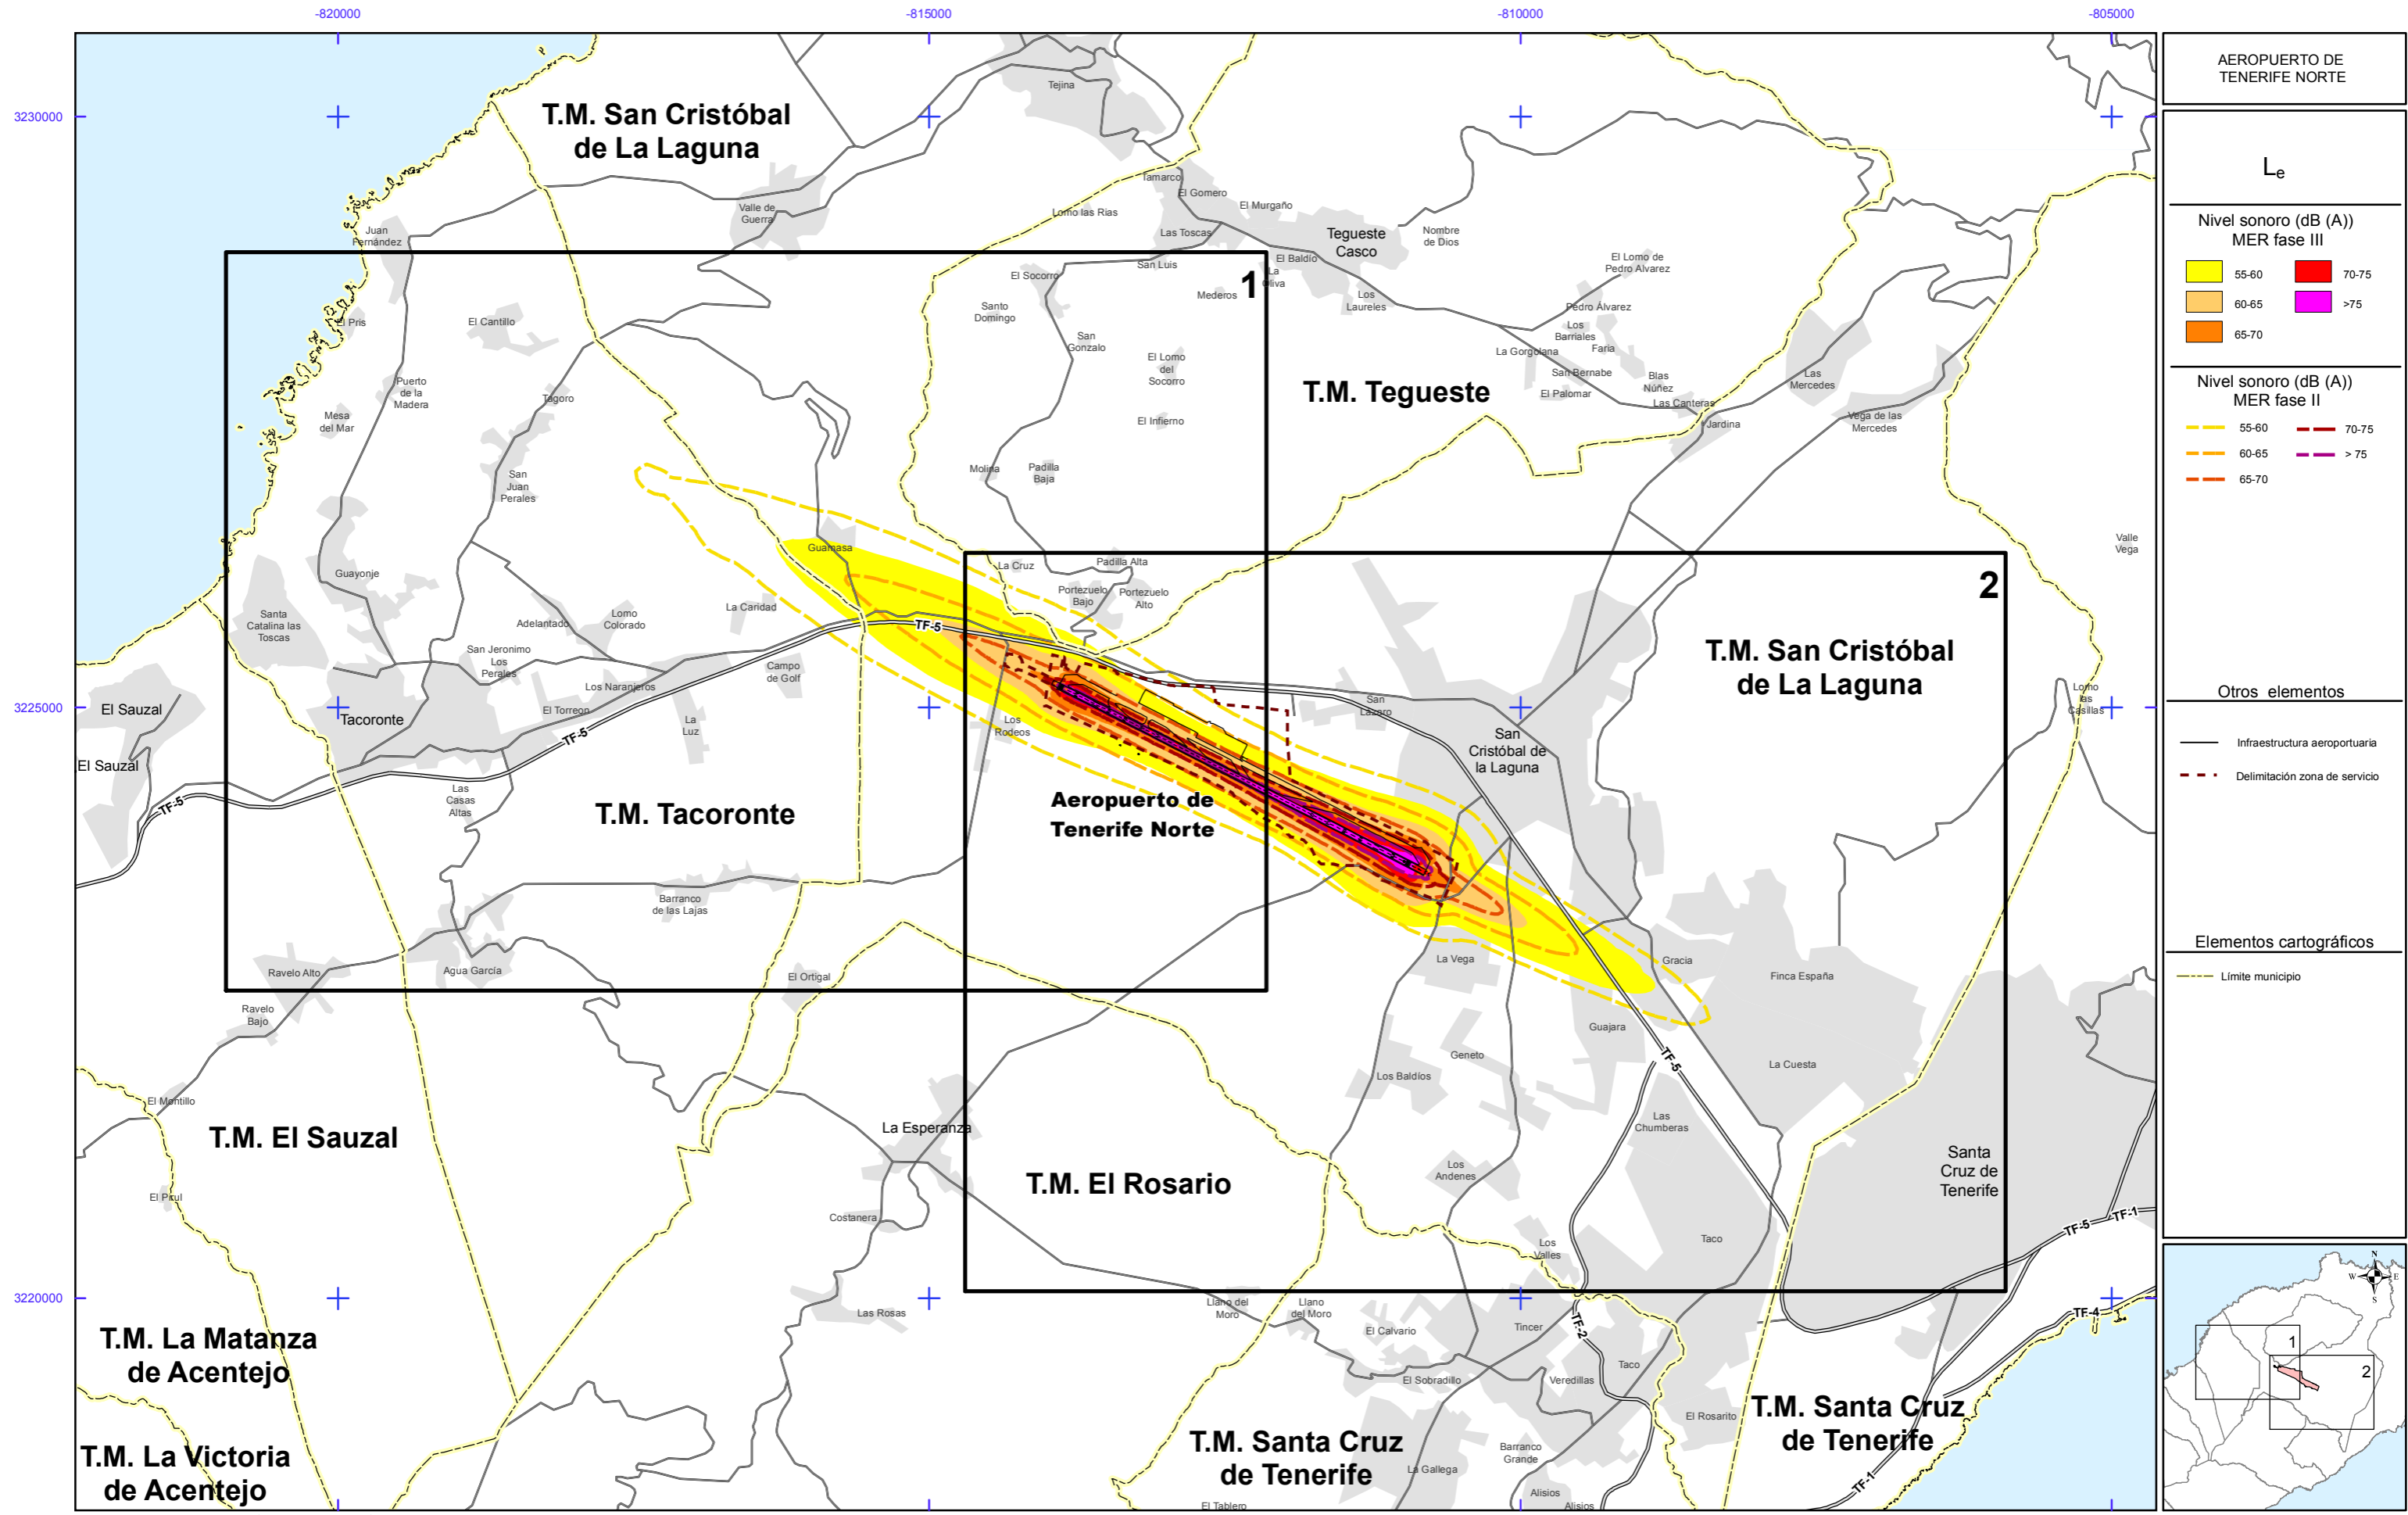 -820000
-815000
-810000
-805000
3230000
3225000
3220000
Tejina
T.M. San Cristóbal
de La Laguna
Tamarco
El Gomero
Valle de
Guerra
Lomo las Rias
El Murgaño
Juan
Fernández
Las Toscas
Tegueste
Casco
Nombre
de Dios
San Luis
El Baldío
El Lomo de
Pedro Alvarez
El Socorro
La
Oliva
1
Mederos
Los
Laureles
Santo
Domingo
Pedro Álvarez
El Pris
El Cantillo
San
Gonzalo
Los
Barriales
La Gorgolana
Faria
El Lomo
del
Socorro
San Bernabe
Blas
Núñez
Las
Mercedes
Puerto
de la
Madera
T.M. Tegueste
El Palomar
Tagoro
Las Canteras
Mesa
del Mar
El Infierno
Jardina
Vega de las
Mercedes
Molina
Padilla
Baja
San
Juan
Perales
Guamasa
Valle
Vega
La Cruz
Padilla Alta
Guayonje
2
Portezuelo
Bajo
Portezuelo
Alto
La Caridad
Santa
Catalina las
Toscas
Adelantado
Lomo
Colorado
TF-5
T.M. San Cristóbal
de La Laguna
San Jeronimo
Los
Perales
Campo
de Golf
Los Naranjeros
El Sauzal
Tacoronte
El Torreon
La
Luz
Los
Rodeos
San
Lázaro
Lomo
las
Casillas
TF-5
San
Cristóbal de
la Laguna
El Sauzal
Las
Casas
Altas
TF-5
T.M. Tacoronte
Aeropuerto de
Tenerife Norte
Barranco
de las Lajas
Ravelo Alto
Agua García
El Ortigal
La Vega
Gracia
Finca España
Ravelo
Bajo
Guajara
Geneto
TF-5
La Cuesta
Los Baldíos
El Montillo
Las
Chumberas
T.M. El Sauzal
La Esperanza
Los
Andenes
Santa
Cruz de
Tenerife
T.M. El Rosario
El Pirul
Costanera
Los
Valles
Taco
TF-5
TF-1
Las Rosas
Llano del
Moro
Llano
del Moro
TF-4
T.M. La Matanza
de Acentejo
El Calvario
Tincer
TF-2
Taco
El Sobradillo
Veredillas
El Rosarito
T.M. Santa Cruz
de Tenerife
T.M. La Victoria
de Acentejo
T.M. Santa Cruz
de Tenerife
Barranco
Grande
La Gallega
TF-1
Alisios
Alisios
El Tablero
AEROPUERTO DE
TENERIFE NORTE
Le
Nivel sonoro (dB (A))
MER fase III
55-60
70-75
60-65
>75
65-70
Nivel sonoro (dB (A))
MER fase II
55-60
70-75
60-65
> 75
65-70
Otros elementos
Infraestructura aeroportuaria
Delimitación zona de servicio
Elementos cartográficos
Límite municipio
N
W
E
S
1
2